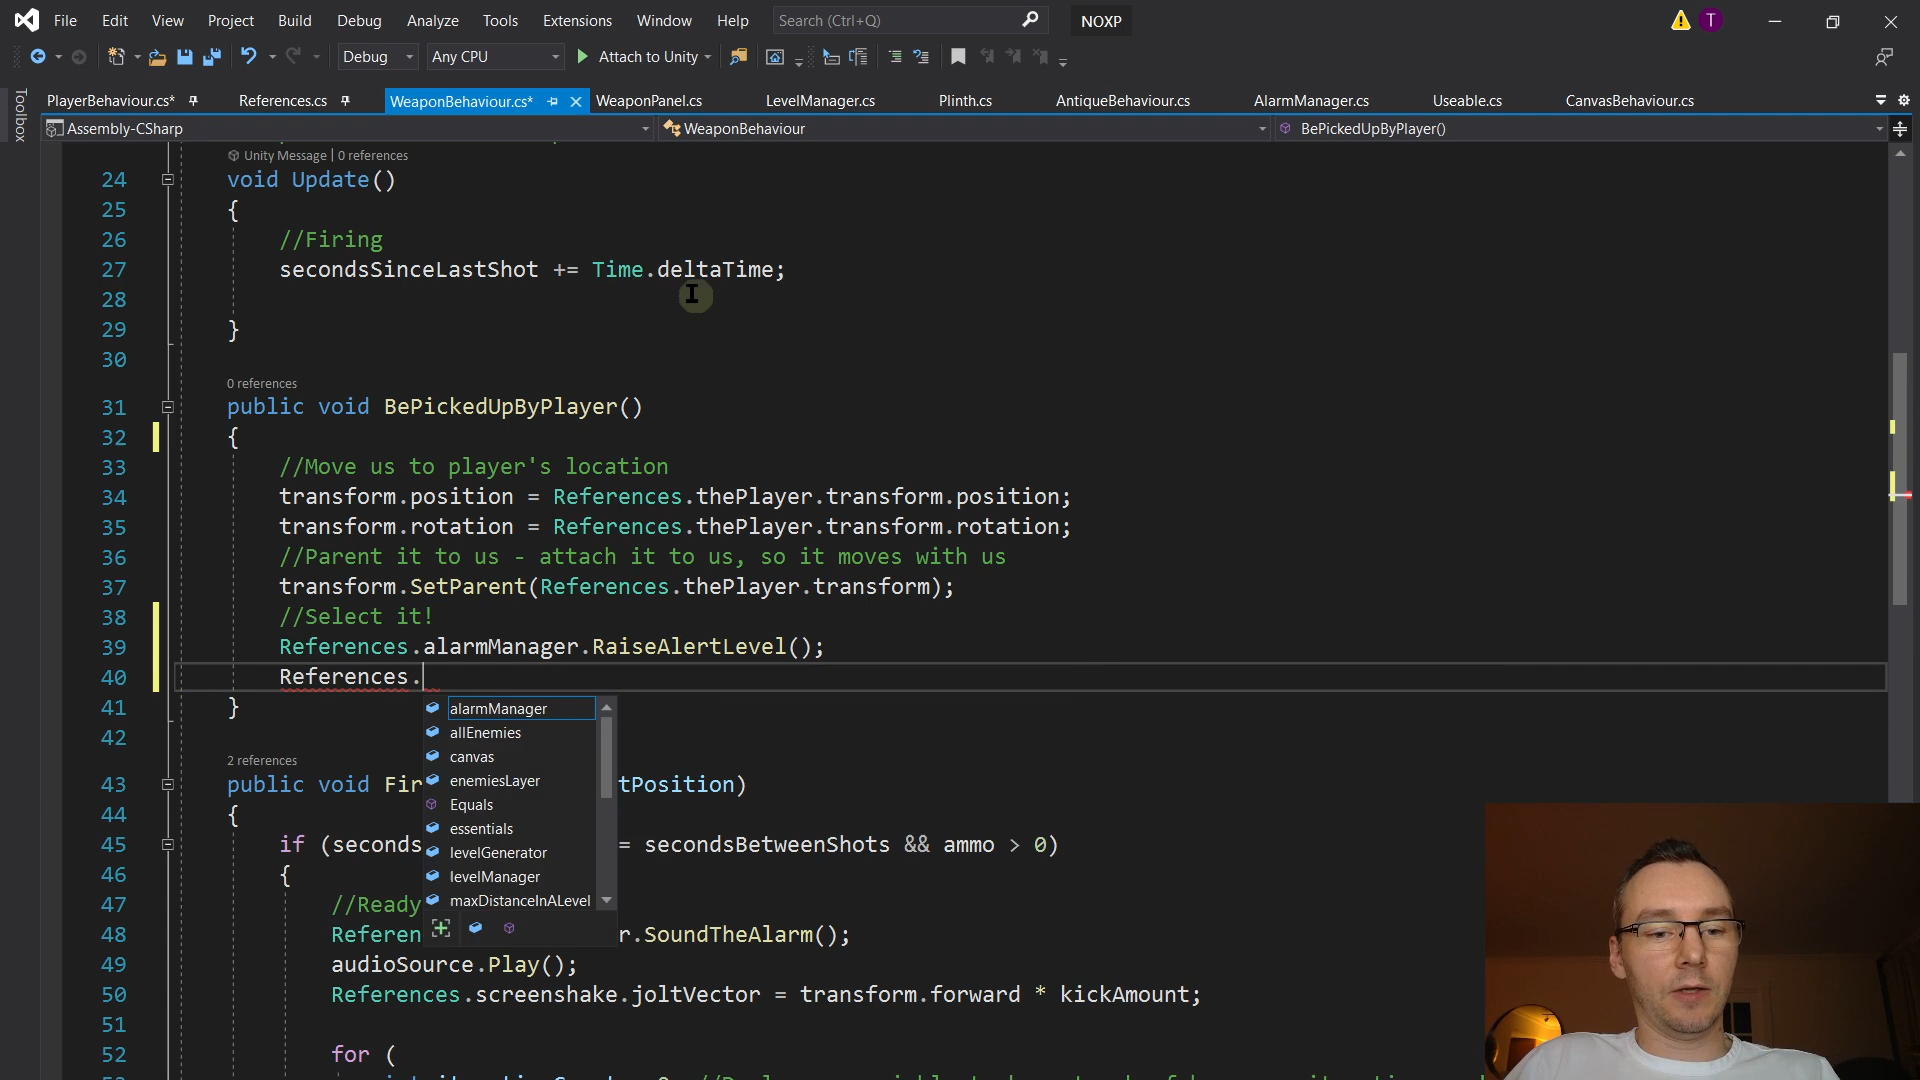 File Edit View Project Build Debug Analyze Tools Extensions Window Help Search (Ctrl+Q) NOXP T
Debug Any CPU Attach to Unity
Toolbox
PlayerBehaviour.cs* References.cs WeaponBehaviour.cs* WeaponPanel.cs LevelManager.cs Plinth.cs AntiqueBehaviour.cs AlarmManager.cs Useable.cs CanvasBehaviour.cs
Assembly-CSharp WeaponBehaviour BePickedUpByPlayer()
Unity Message | 0 references
24 void Update()
25 {
26 //Firing
27 secondsSinceLastShot += Time.deltaTime;
28
29 }
30
0 references
31 public void BePickedUpByPlayer()
32 {
33 //Move us to player's location
34 transform.position = References.thePlayer.transform.position;
35 transform.rotation = References.thePlayer.transform.rotation;
36 //Parent it to us - attach it to us, so it moves with us
37 transform.SetParent(References.thePlayer.transform);
38 //Select it!
39 References.alarmManager.RaiseAlertLevel();
40 References.
41 }
42
alarmManager
allEnemies
canvas
enemiesLayer
Equals
essentials
levelGenerator
levelManager
maxDistanceInALevel
2 references
43 public void Fir tPosition)
44 {
45 if (seconds = secondsBetweenShots && ammo > 0)
46 {
47 //Ready
48 Referen r.SoundTheAlarm();
49 audioSource.Play();
50 References.screenshake.joltVector = transform.forward * kickAmount;
51
52 for (